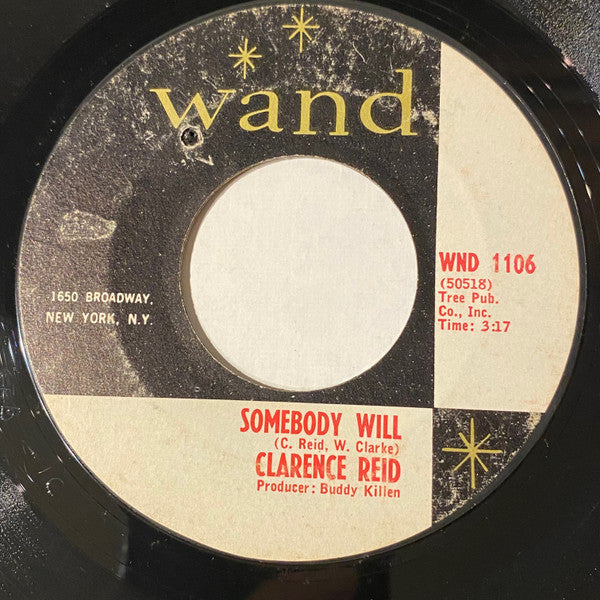 wand
1650 BROADWAY,
NEW YORK, N.Y.
WND 1106
(50518)
Tree Pub.
Co., Inc.
Time: 3:17
SOMEBODY WILL
(C. Reid, W. Clarke)
CLARENCE REID
Producer: Buddy Killen